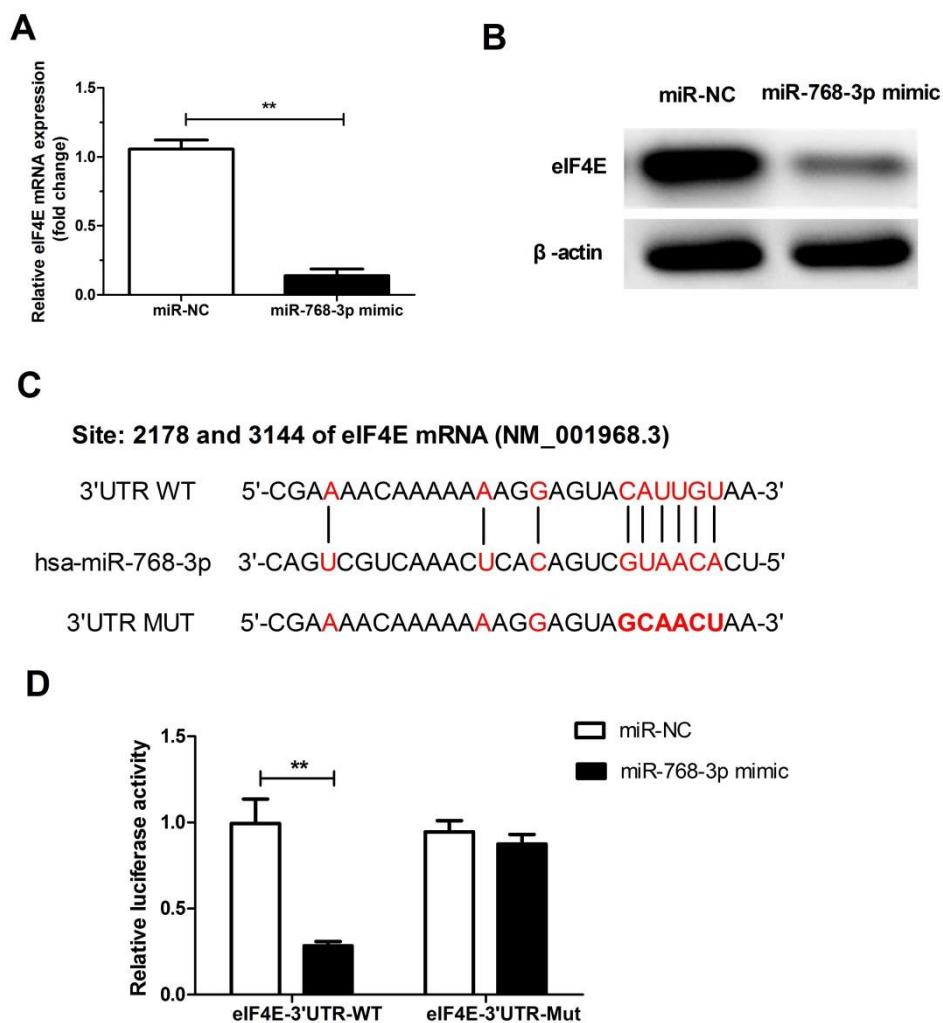 A
Relative eIF4E mRNA expression
(fold change)
1.5
1.0
0.5
0.0
**
miR-NC
miR-768-3p mimic
B
miR-NC miR-768-3p mimic
eIF4E
β -actin
C
Site: 2178 and 3144 of eIF4E mRNA (NM_001968.3)
3'UTR WT 5'-CGAAAACAAAAAAAGGAGUACAUUGUAA-3'
hsa-miR-768-3p 3'-CAGUCGUCAAACUCACAGUCGUAACACU-5'
3'UTR MUT 5'-CGAAAACAAAAAAAGGAGUAGCAACUAA-3'
D
Relative luciferase activity
1.5
1.0
0.5
0.0
**
eIF4E-3'UTR-WT
eIF4E-3'UTR-Mut
miR-NC
miR-768-3p mimic